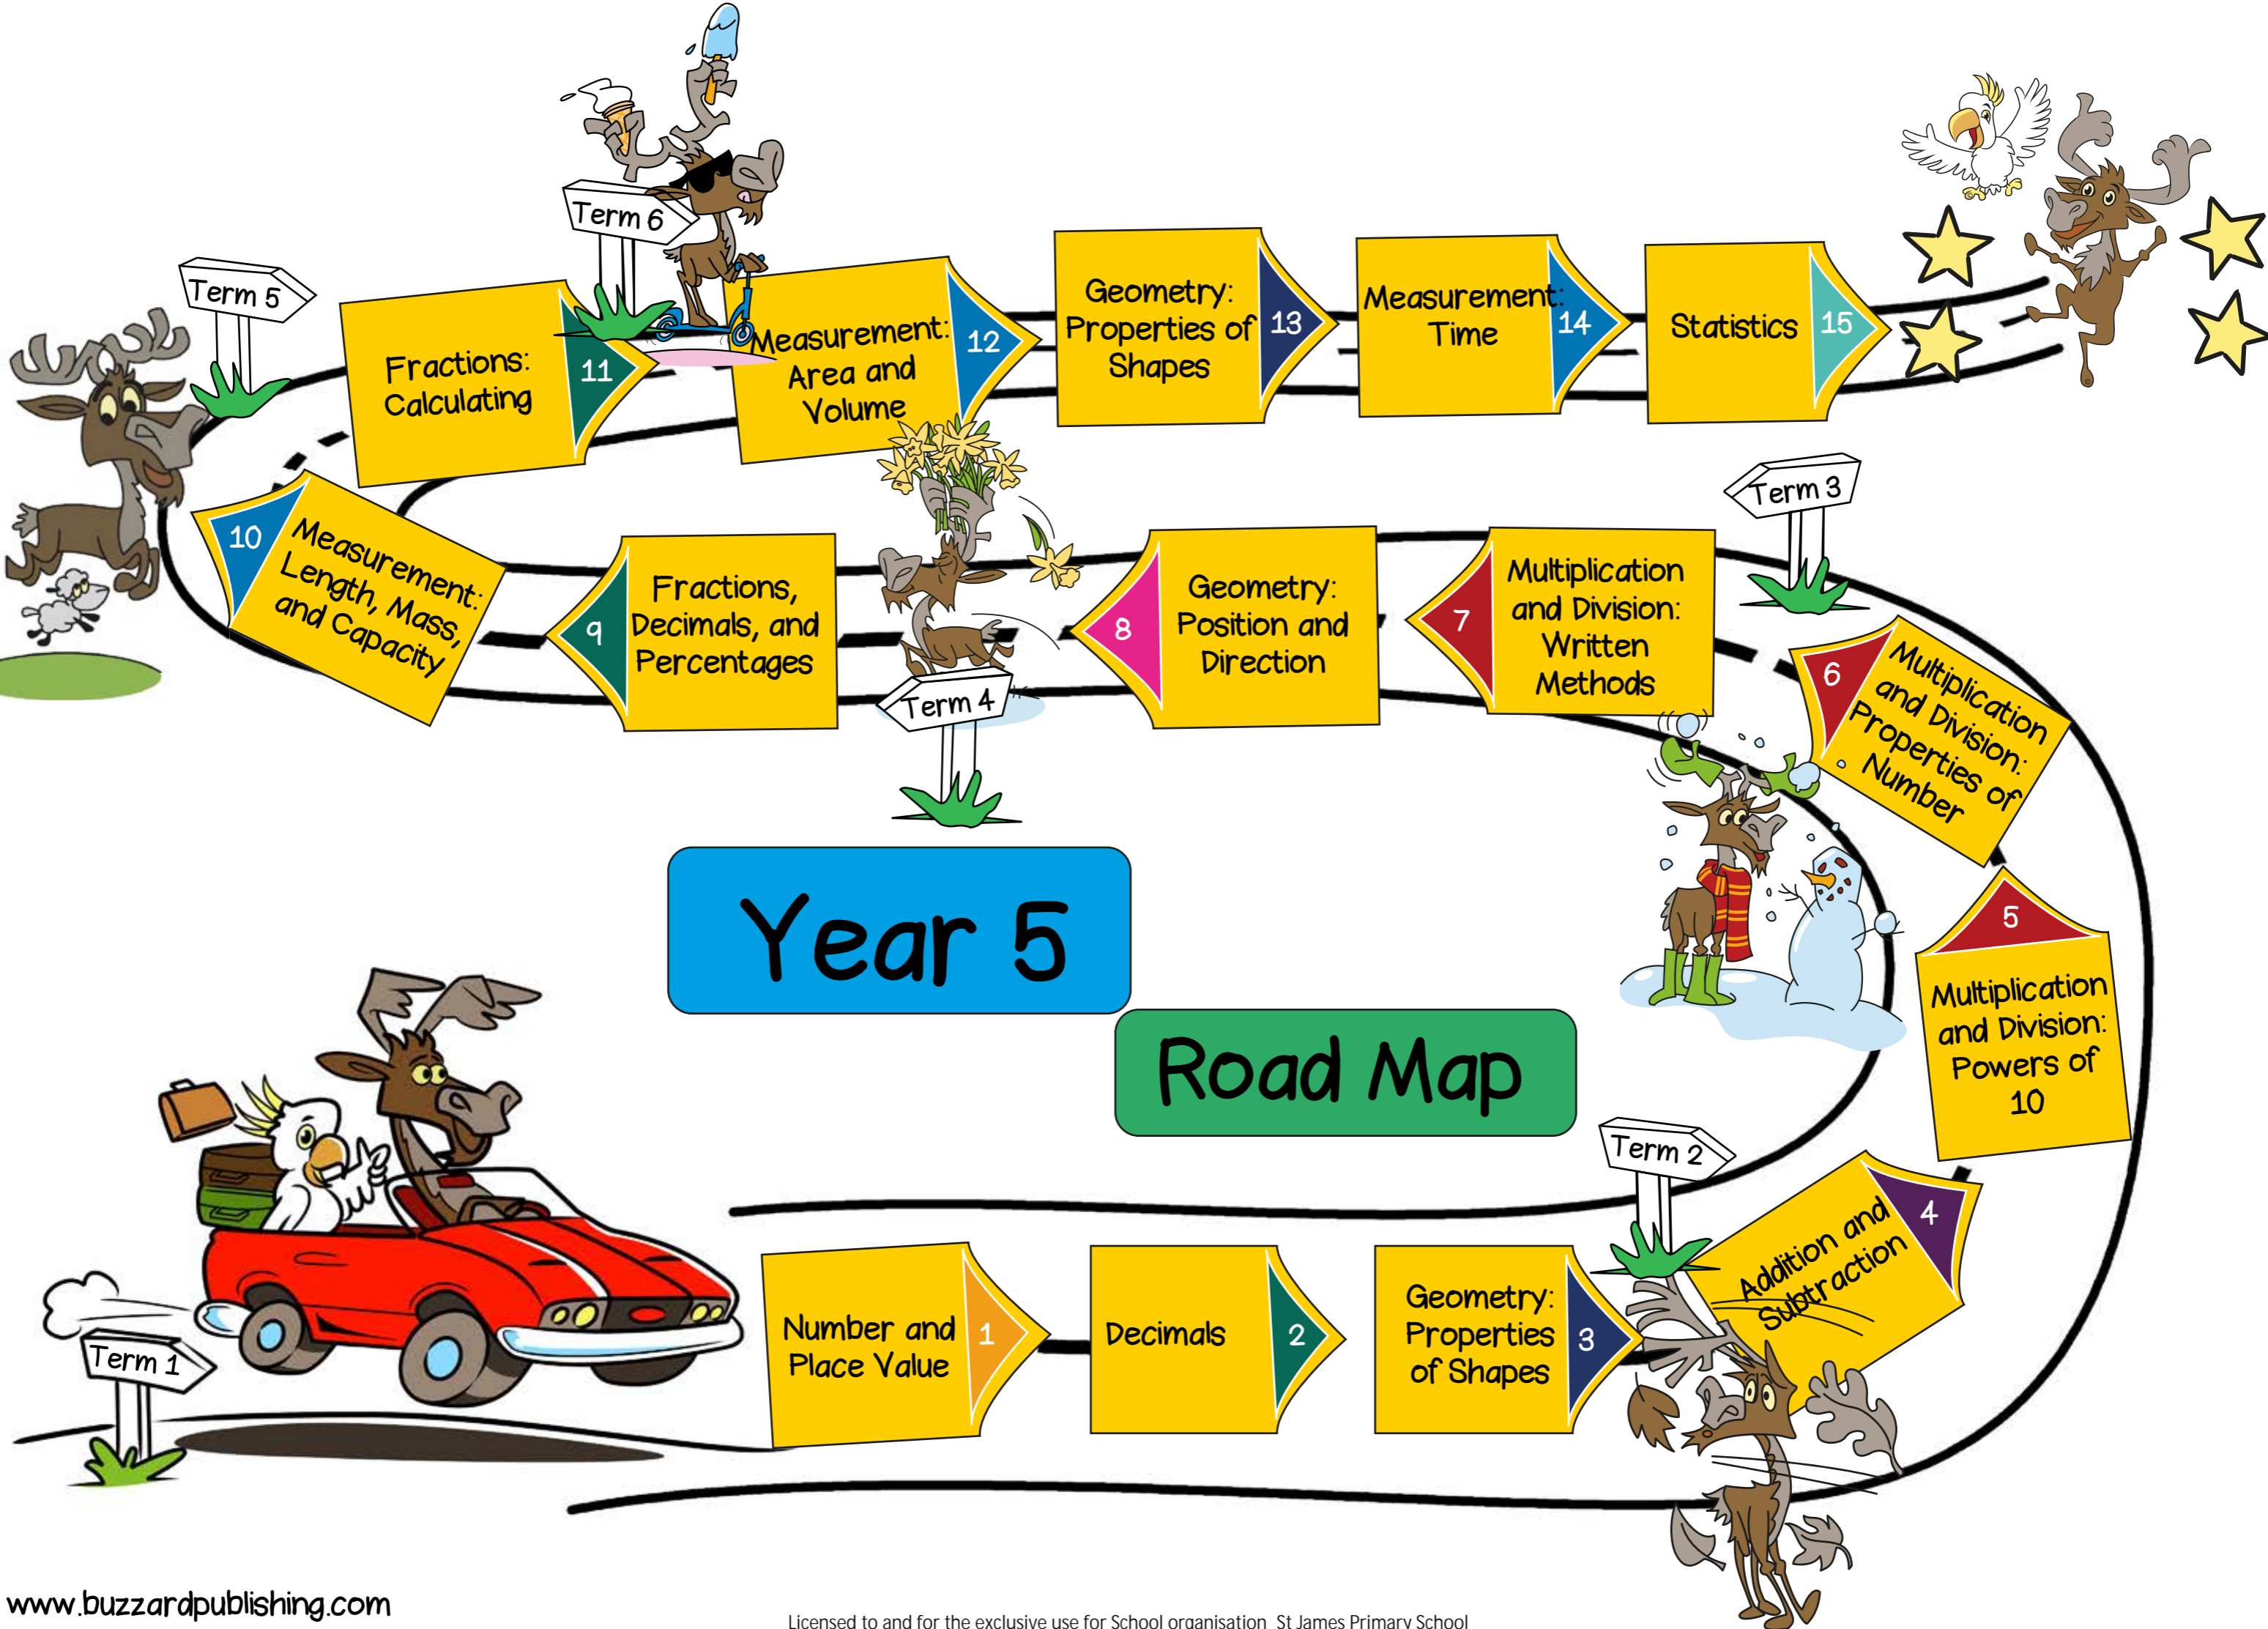 Year 5
Road Map
Term 1
Number and
Place Value
1
Decimals
2
Geometry:
Properties
of Shapes
3
Term 2
Addition and
Subtraction
4
5
Multiplication
and Division:
Powers of
10
6
Multiplication
and Division:
Properties of
Number
Term 3
7
Multiplication
and Division:
Written
Methods
8
Geometry:
Position and
Direction
Term 4
9
Fractions,
Decimals, and
Percentages
10
Measurement:
Length, Mass,
and Capacity
Term 5
Fractions:
Calculating
11
Term 6
Measurement:
Area and
Volume
12
Geometry:
Properties of
Shapes
13
Measurement:
Time
14
Statistics
15
www.buzzardpublishing.com
Licensed to and for the exclusive use for School organisation St James Primary School